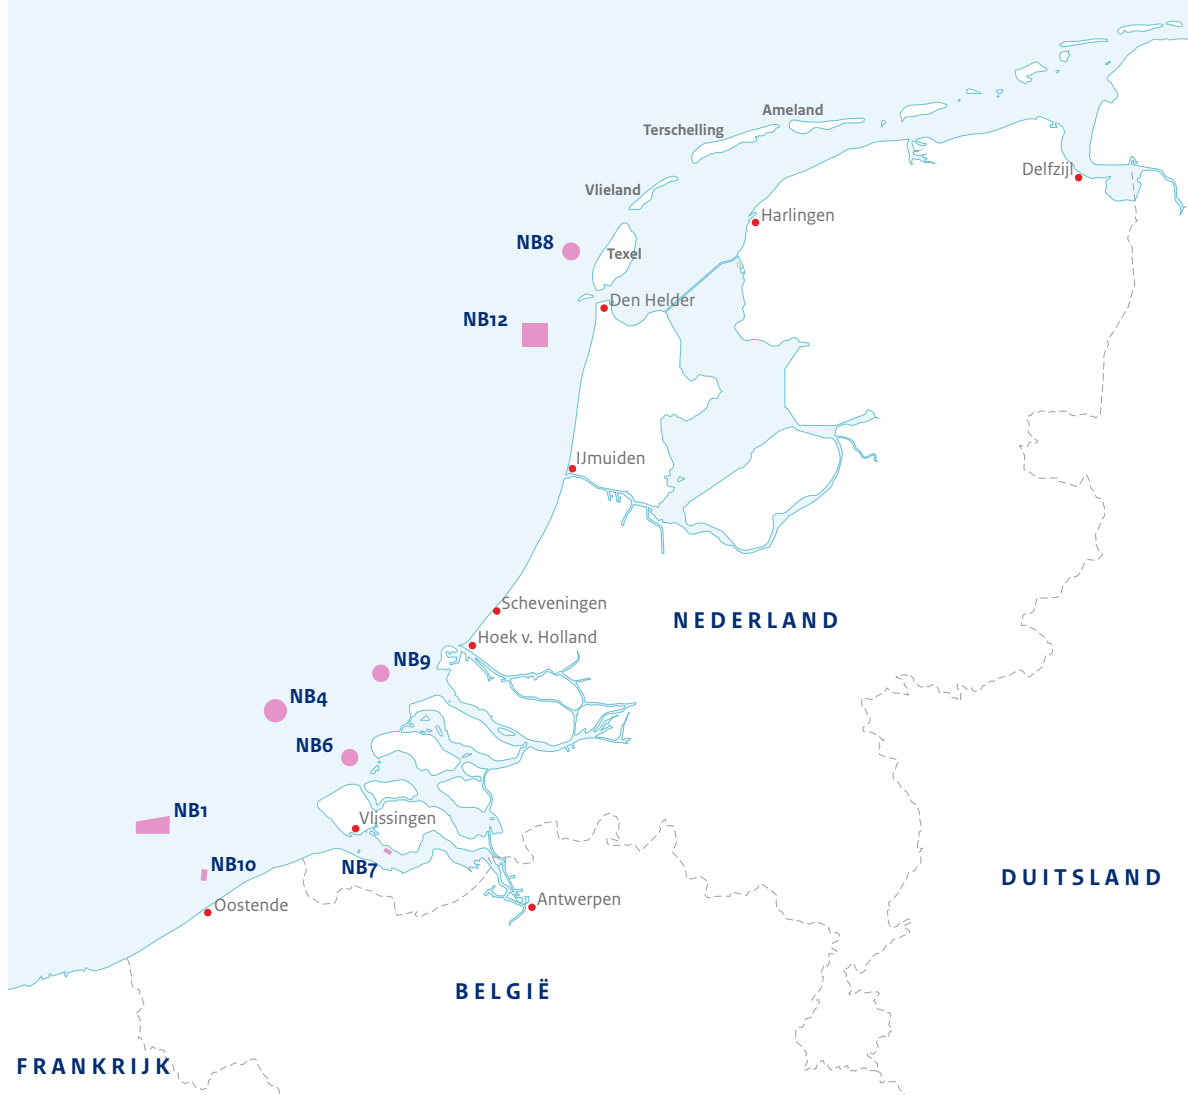 Ameland
Terschelling
Delfzijl
Vlieland
Harlingen
NB8
Texel
Den Helder
NB12
IJmuiden
Scheveningen
NEDERLAND
Hoek v. Holland
NB9
NB4
NB6
NB1
Vlissingen
NB10
NB7
DUITSLAND
Oostende
Antwerpen
BELGIË
FRANKRIJK